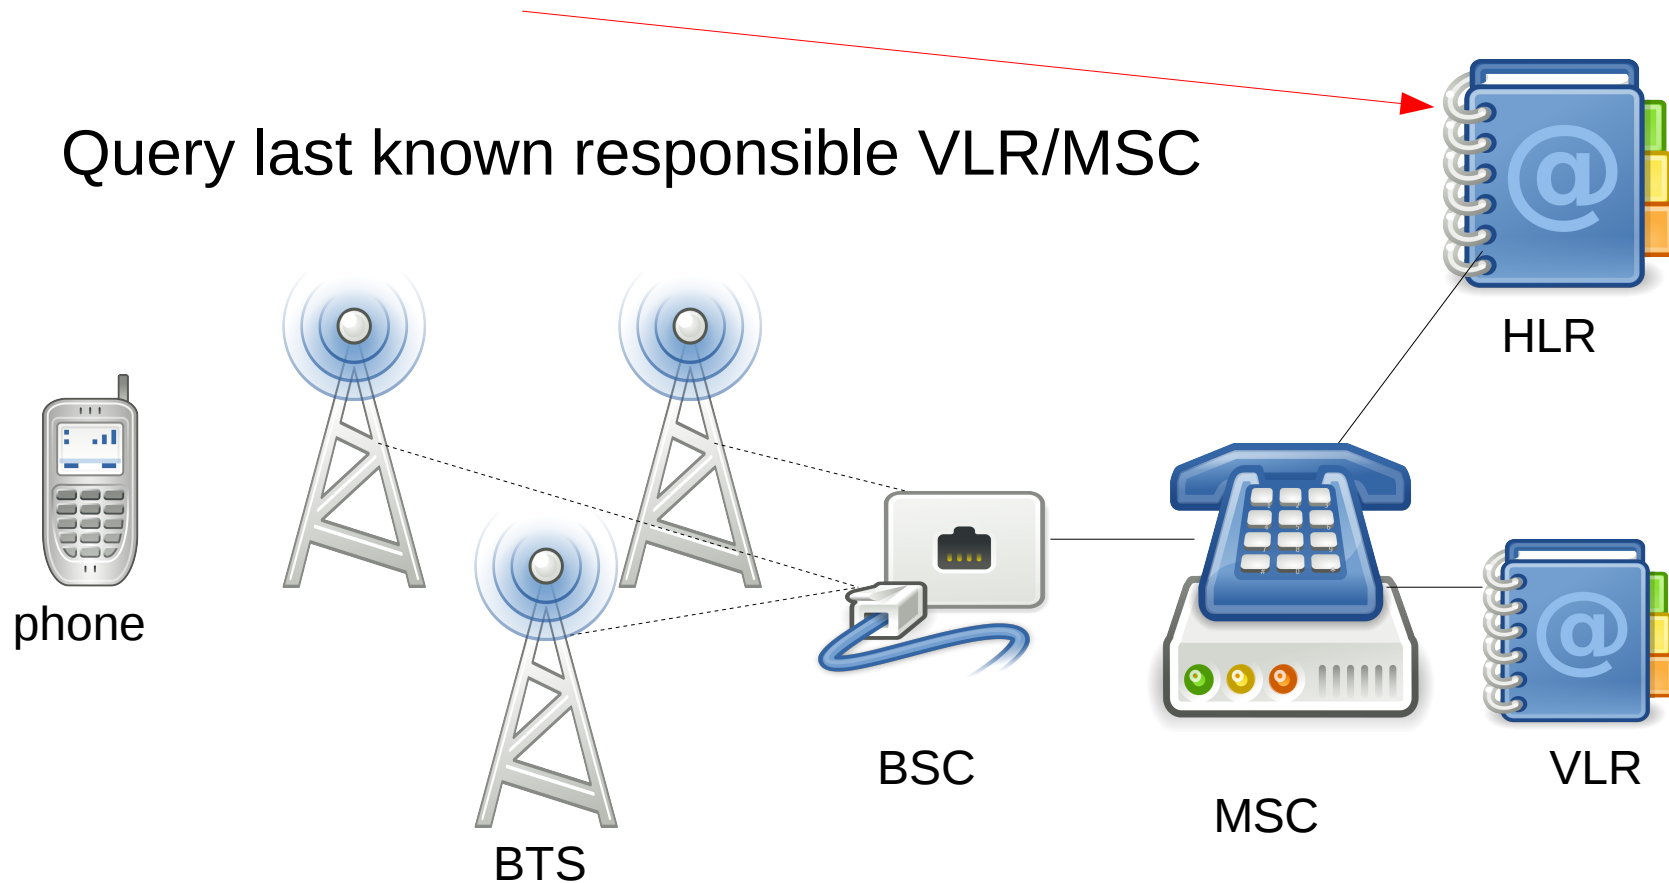 Query last known responsible VLR/MSC
HLR
phone
BSC
VLR
MSC
BTS